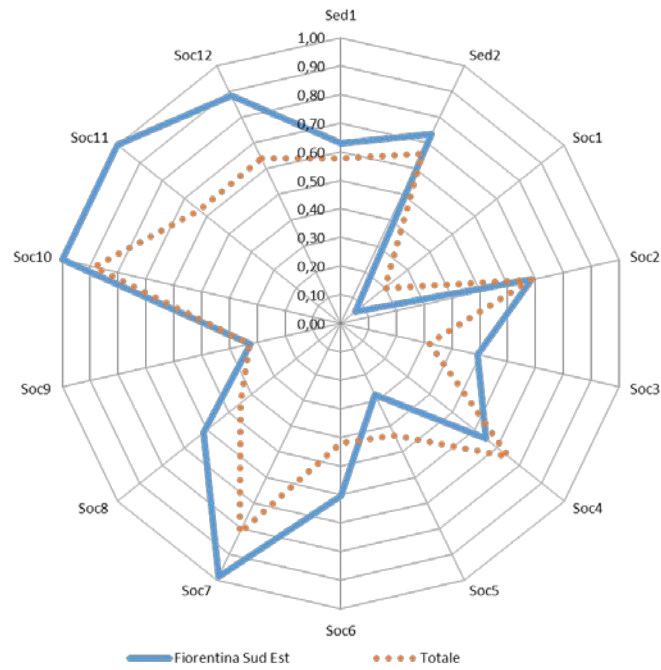 Sed1
1,00
Soc12
Sed2
0,90
0,80
0,70
Soc11
Soc1
0,60
0,50
0,40
0,30
Soc10
Soc2
0,20
0,10
0,00
Soc9
Soc3
Soc8
Soc4
Soc7
Soc5
Soc6
Fiorentina Sud Est
Totale